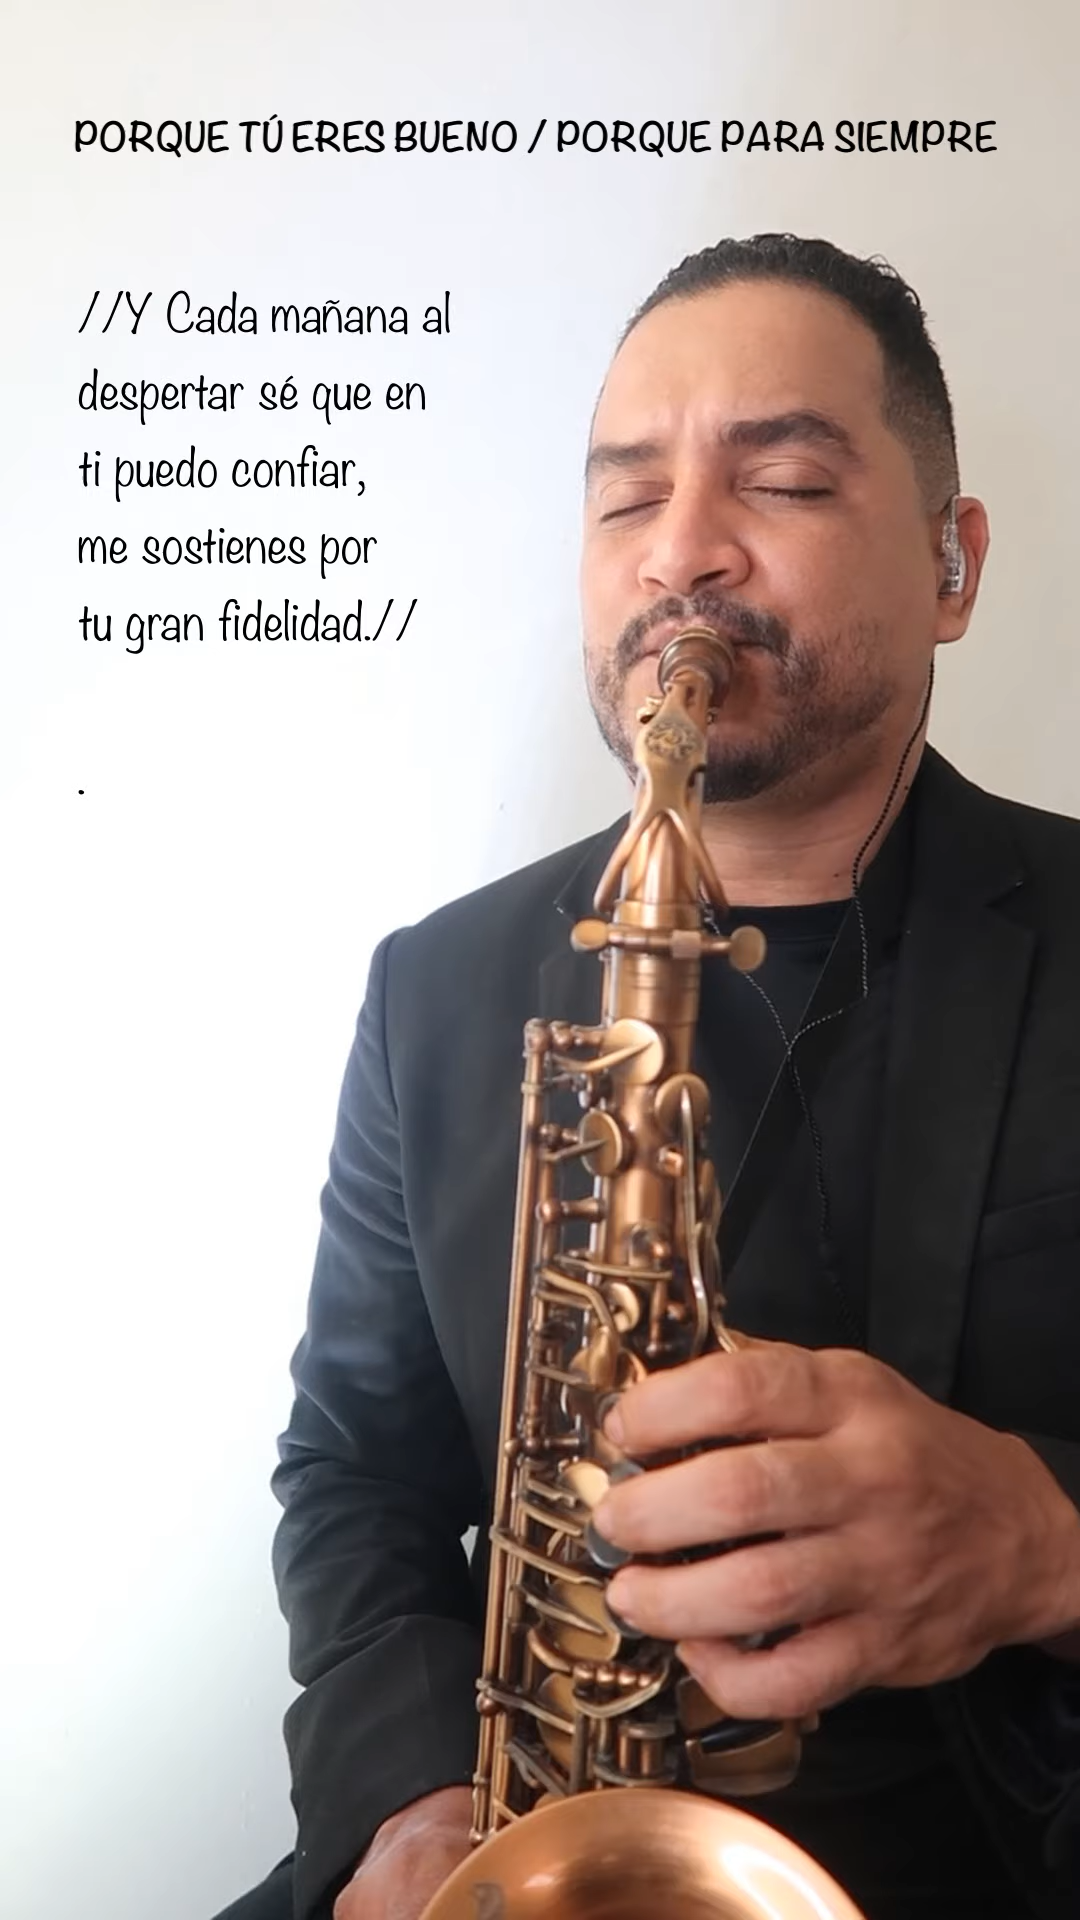 PORQUE TÚ ERES BUENO / PORQUE PARA SIEMPRE
//Y Cada mañana al
despertar sé que en
ti puedo confiar,
me sostienes por
tu gran fidelidad.//
.